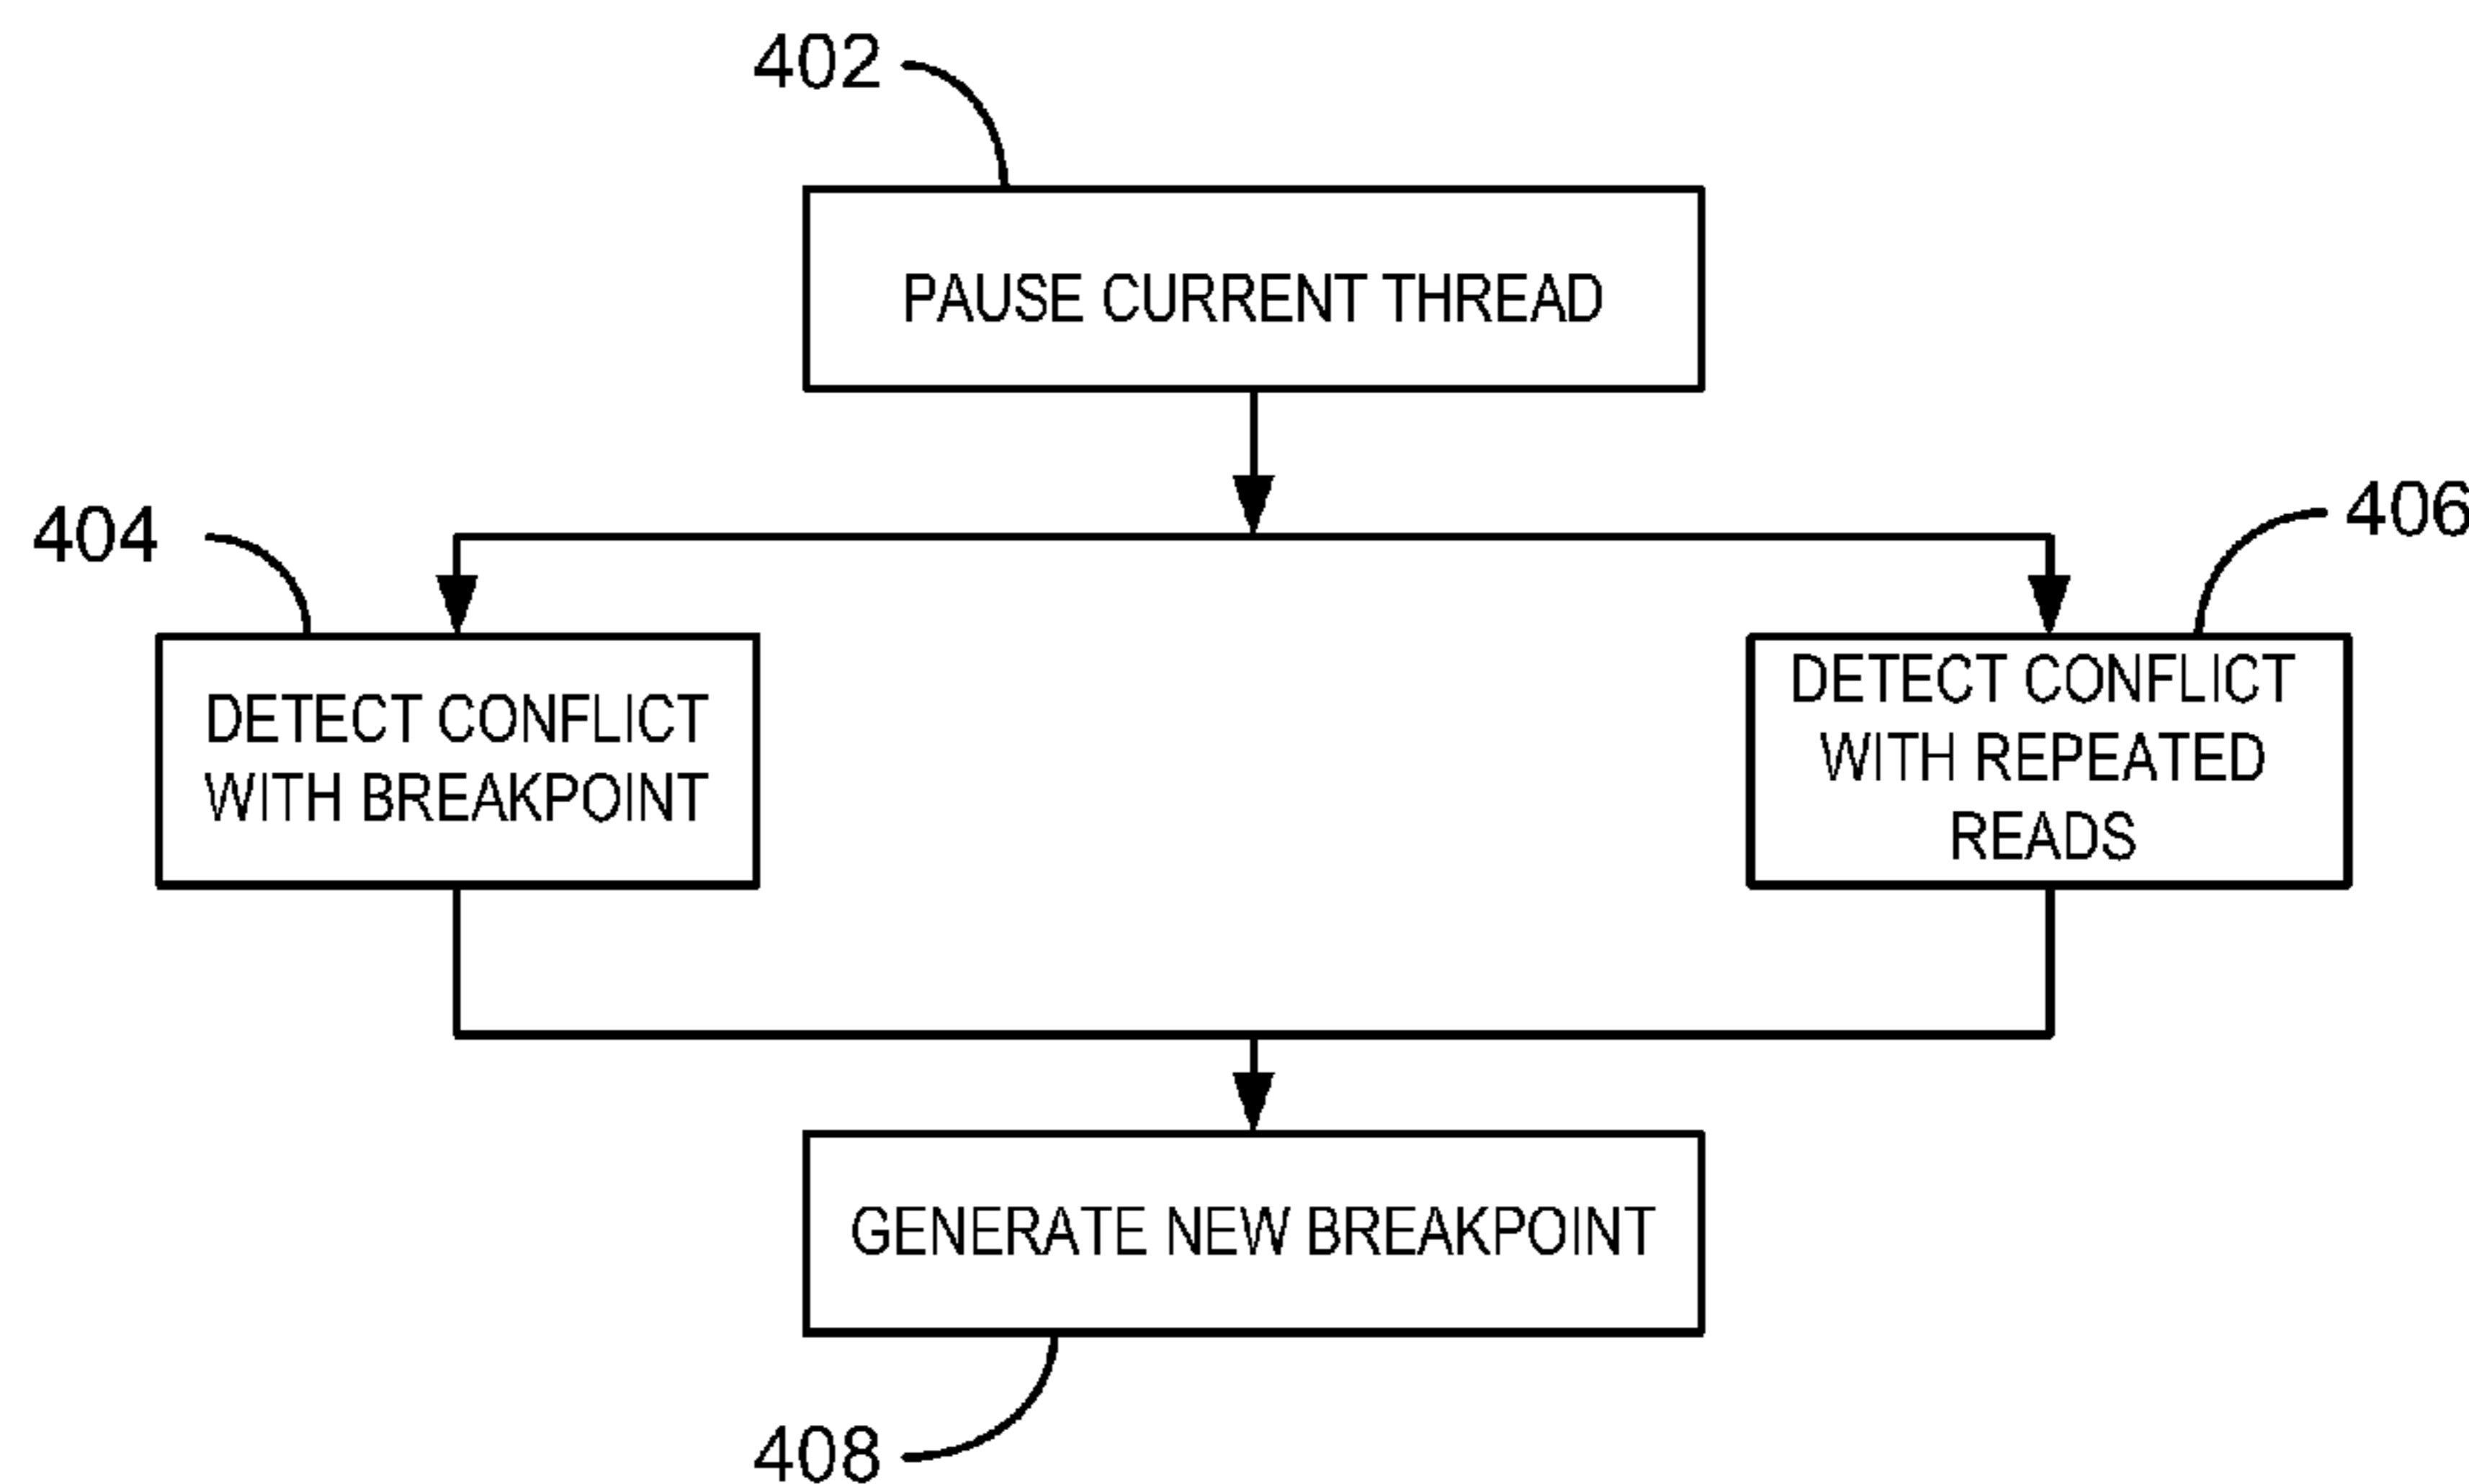 402
PAUSE CURRENT THREAD
404
406
DETECT CONFLICT
WITH BREAKPOINT
DETECT CONFLICT
WITH REPEATED
READS
GENERATE NEW BREAKPOINT
408